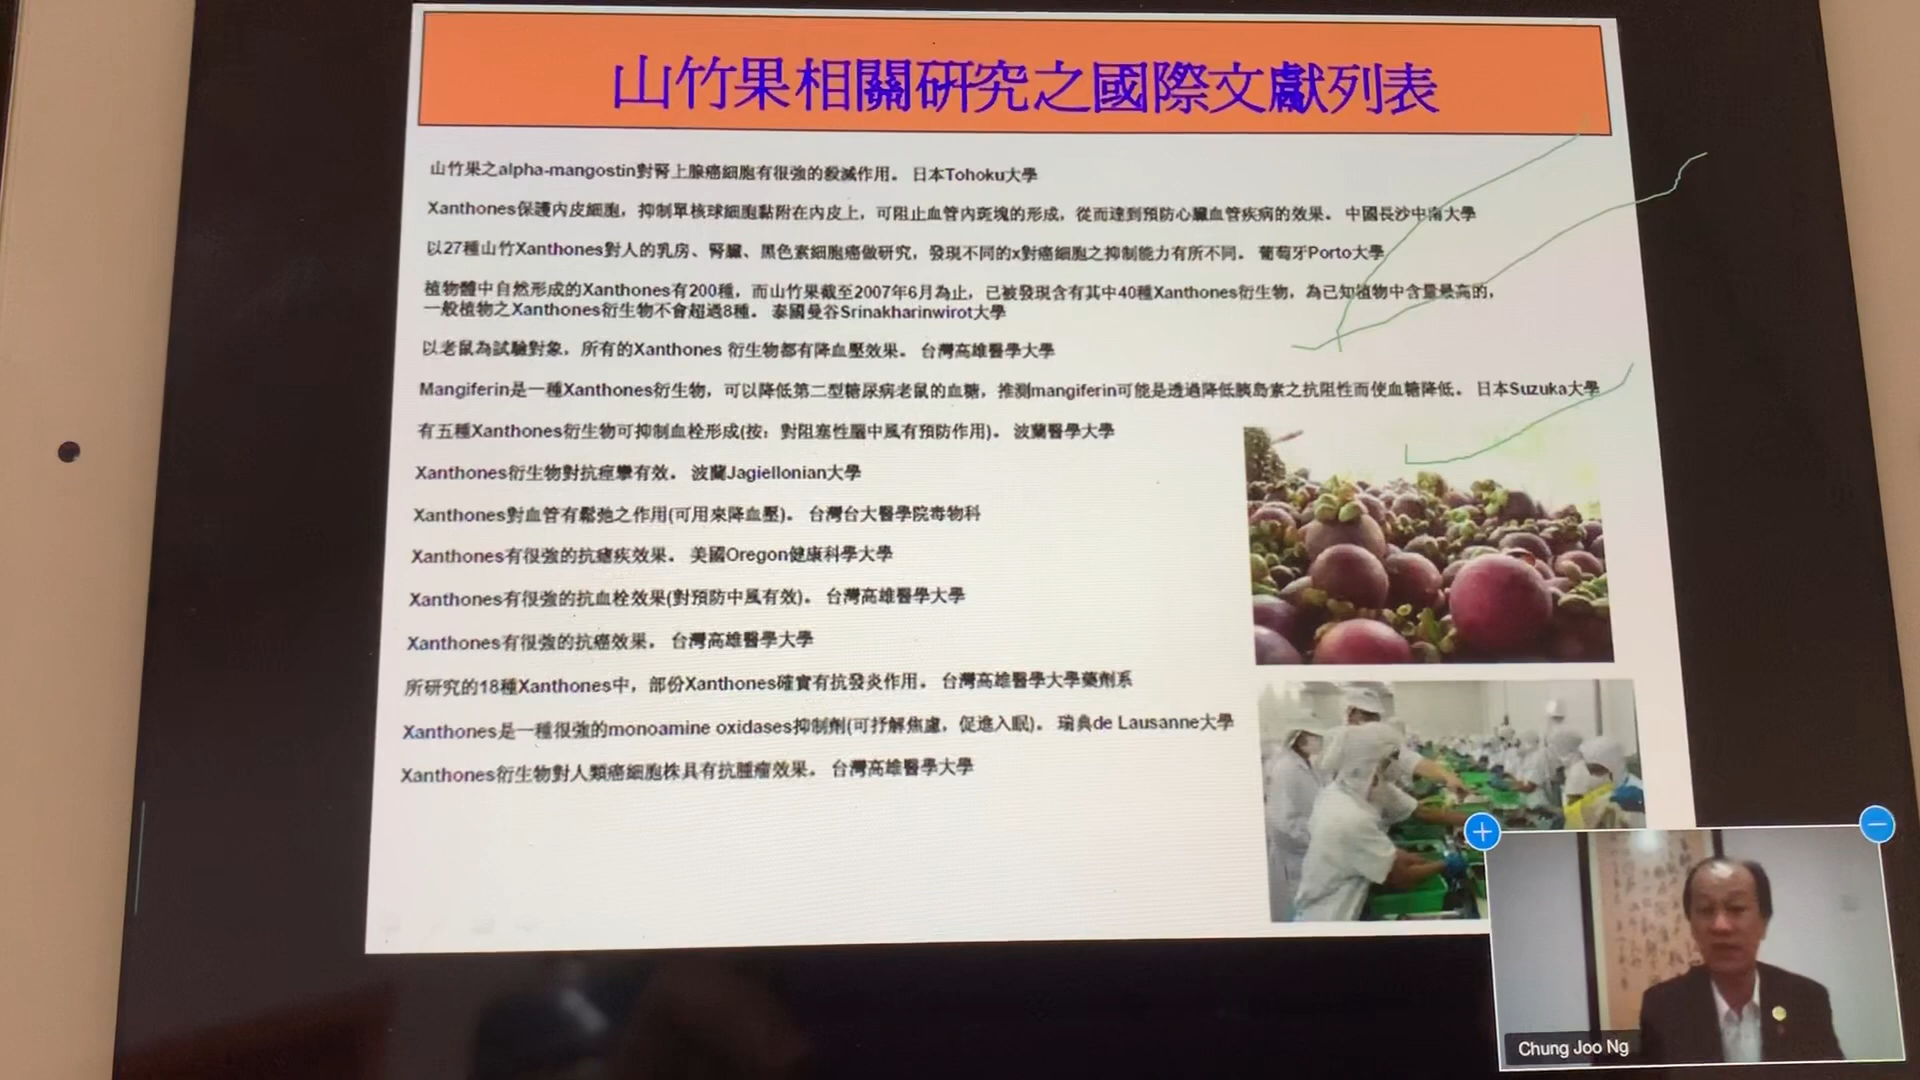 山竹果相關研究之國際文獻列表
山竹果之alpha-mangostin對腎上腺癌細胞有很強的殺滅作用。 日本Tohoku大學
Xanthones保護內皮細胞，抑制單核球細胞黏附在內皮上，可阻止血管內斑塊的形成，從而達到預防心臟血管疾病的效果。 中國長沙中南大學
以27種山竹Xanthones對人的乳房、腎臟、黑色素細胞癌做研究，發現不同的x對癌細胞之抑制能力有所不同。 葡萄牙Porto大學
植物體中自然形成的Xanthones有200種，而山竹果截至2007年6月為止，已被發現含有其中40種Xanthones衍生物，為已知植物中含量最高的，
一般植物之Xanthones衍生物不會超過8種。 泰國曼谷Srinakharinwirot大學
以老鼠為試驗對象，所有的Xanthones 衍生物都有降血壓效果。 台灣高雄醫學大學
Mangiferin是一種Xanthones衍生物，可以降低第二型糖尿病老鼠的血糖，推測mangiferin可能是透過降低胰島素之抗阻性而使血糖降低。 日本Suzuka大學
有五種Xanthones衍生物可抑制血栓形成(按：對阻塞性腦中風有預防作用)。 波蘭醫學大學
Xanthones衍生物對抗痙攣有效。 波蘭Jagiellonian大學
Xanthones對血管有鬆弛之作用(可用來降血壓)。 台灣台大醫學院毒物科
Xanthones有很強的抗瘧疾效果。 美國Oregon健康科學大學
Xanthones有很強的抗血栓效果(對預防中風有效)。 台灣高雄醫學大學
Xanthones有很強的抗癌效果。 台灣高雄醫學大學
所研究的18種Xanthones中，部份Xanthones確實有抗發炎作用。 台灣高雄醫學大學藥劑系
Xanthones是一種很強的monoamine oxidases抑制劑(可抒解焦慮，促進入眠)。 瑞典de Lausanne大學
Xanthones衍生物對人類癌細胞株具有抗腫瘤效果。 台灣高雄醫學大學
Chung Joo Ng